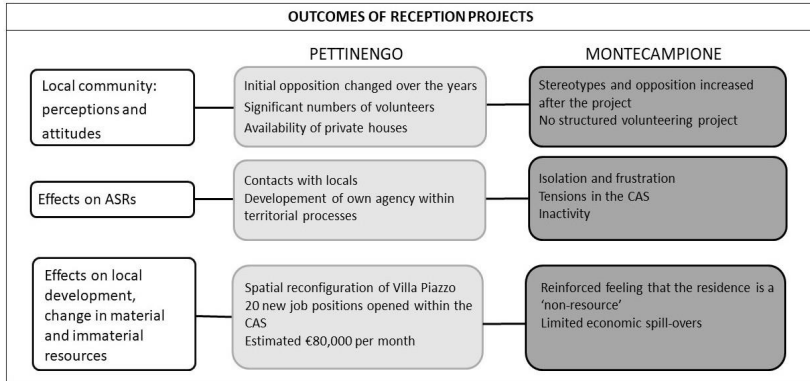 OUTCOMES OF RECEPTION PROJECTS
PETTINENGO
MONTECAMPIONE
Local community:
perceptions and
attitudes
Initial opposition changed over the years
Significant numbers of volunteers
Availability of private houses
Stereotypes and opposition increased
after the project
No structured volunteering project
Effects on ASRs
Contacts with locals
Developement of own agency within
territorial processes
Isolation and frustration
Tensions in the CAS
Inactivity
Effects on local
development,
change in material
and immaterial
resources
Spatial reconfiguration of Villa Piazzo
20 new job positions opened within the
CAS
Estimated €80,000 per month
Reinforced feeling that the residence is a
‘non-resource’
Limited economic spill-overs